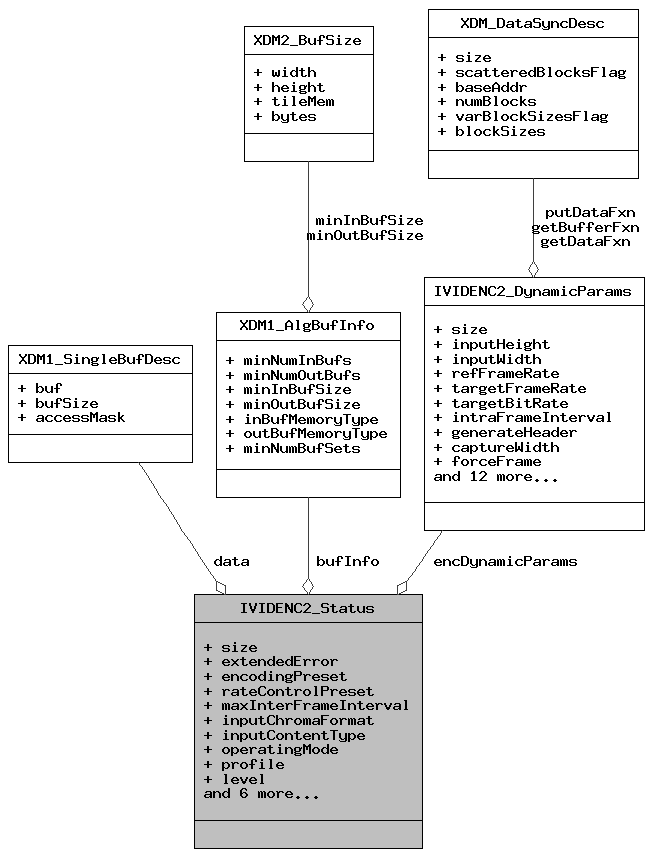 XDM2_BufSize
+ width
+ height
+ tileMem
+ bytes
XDM_DataSyncDesc
+ size
+ scatteredBlocksFlag
+ baseAddr
+ numBlocks
+ varBlockSizesFlag
+ blockSizes
minInBufSize
minOutBufSize
putDataFxn
getBufferFxn
getDataFxn
XDM1_SingleBufDesc
+ buf
+ bufSize
+ accessMask
XDM1_AlgBufInfo
+ minNumInBufs
+ minNumOutBufs
+ minInBufSize
+ minOutBufSize
+ inBufMemoryType
+ outBufMemoryType
+ minNumBufSets
IVIDENC2_DynamicParams
+ size
+ inputHeight
+ inputWidth
+ refFrameRate
+ targetFrameRate
+ targetBitRate
+ intraFrameInterval
+ generateHeader
+ captureWidth
+ forceFrame
and 12 more...
data
bufInfo
encDynamicParams
IVIDENC2_Status
+ size
+ extendedError
+ encodingPreset
+ rateControlPreset
+ maxInterFrameInterval
+ inputChromaFormat
+ inputContentType
+ operatingMode
+ profile
+ level
and 6 more...